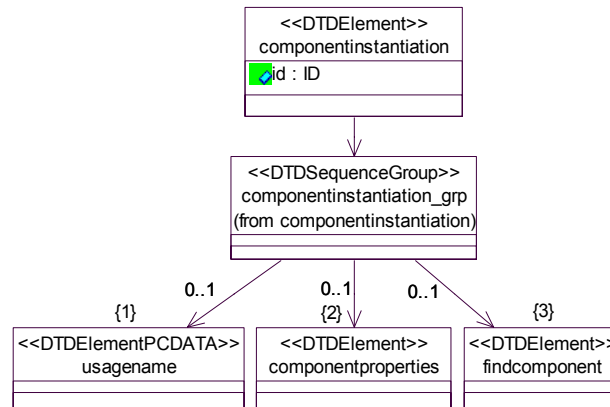 <<DTDElement>>
componentinstantiation
id : ID
<<DTDSequenceGroup>>
componentinstantiation_grp
(from componentinstantiation)
0..1 0..1 0..1
{1} {2} {3}
<<DTDElementPCDATA>> <<DTDElement>> <<DTDElement>>
usagename componentproperties findcomponent